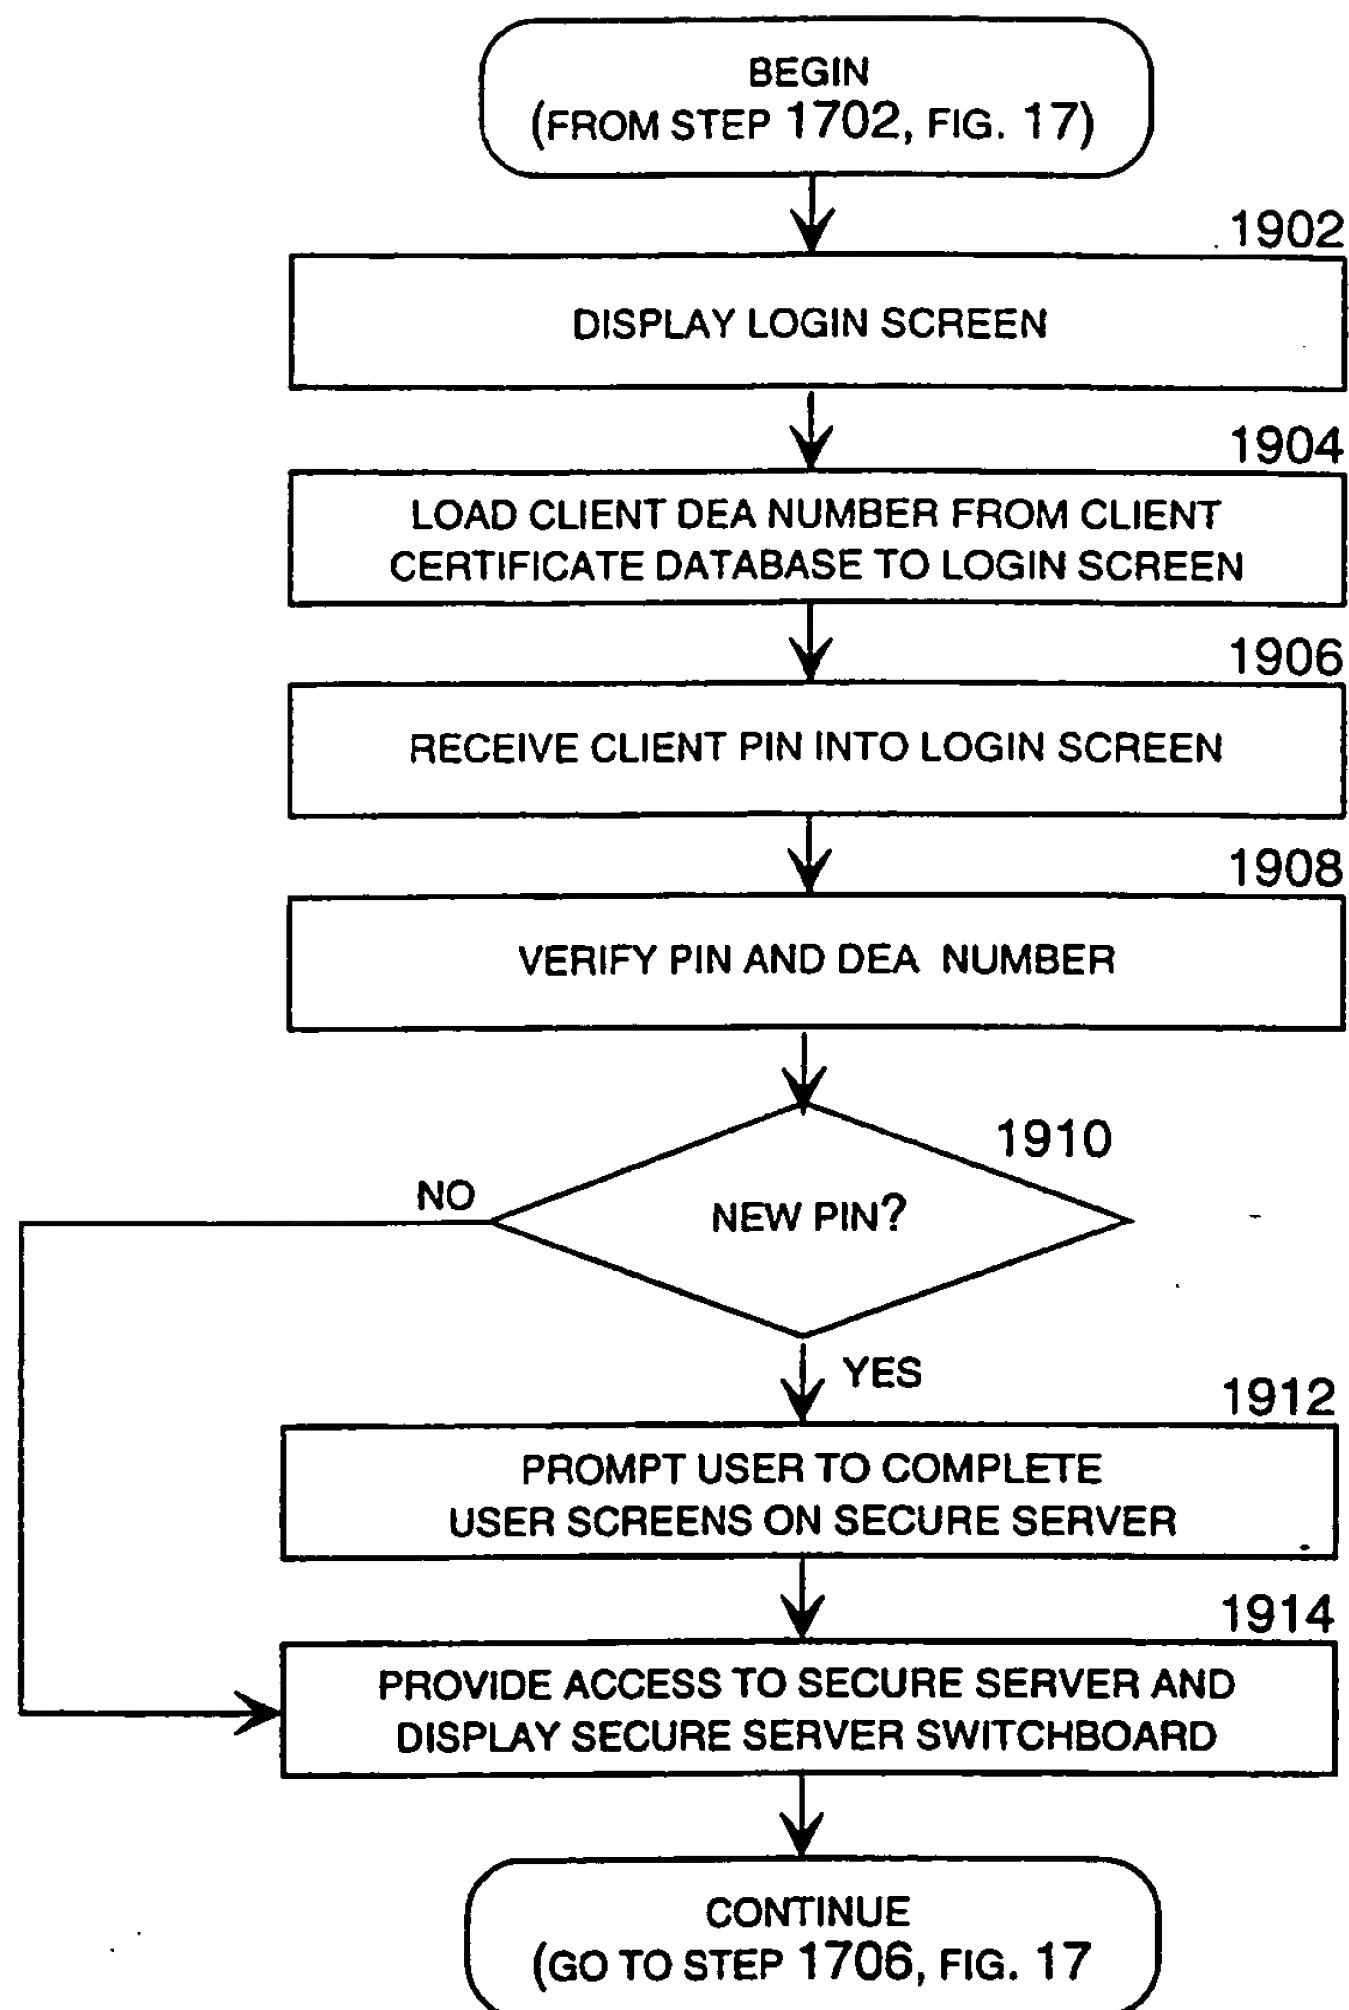 BEGIN
(FROM STEP 1702, FIG. 17)
1902
DISPLAY LOGIN SCREEN
1904
LOAD CLIENT DEA NUMBER FROM CLIENT
CERTIFICATE DATABASE TO LOGIN SCREEN
1906
RECEIVE CLIENT PIN INTO LOGIN SCREEN
1908
VERIFY PIN AND DEA NUMBER
1910
NO
NEW PIN?
YES
1912
PROMPT USER TO COMPLETE
USER SCREENS ON SECURE SERVER
1914
PROVIDE ACCESS TO SECURE SERVER AND
DISPLAY SECURE SERVER SWITCHBOARD
CONTINUE
(GO TO STEP 1706, FIG. 17